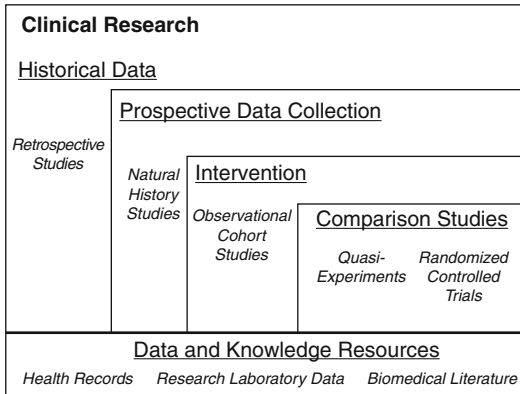 Clinical Research
Historical Data
Retrospective
Studies
Prospective Data Collection
Natural
History
Studies
Intervention
Observational
Cohort
Studies
Comparison Studies
Quasi-
Experiments
Randomized
Controlled
Trials
Data and Knowledge Resources
Health Records Research Laboratory Data Biomedical Literature